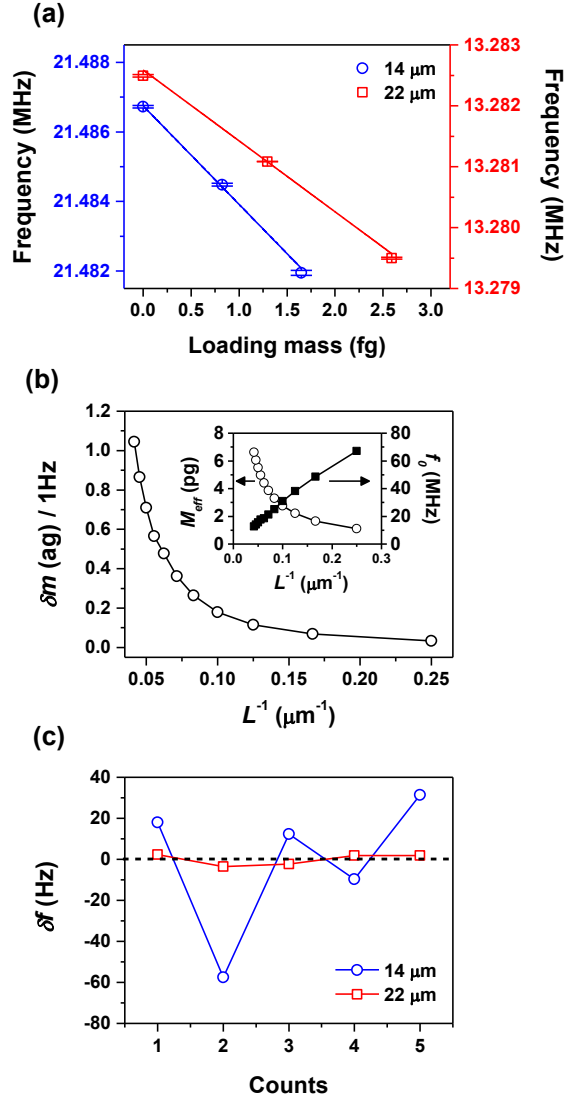 (a)
Frequency (MHz)
21.488
21.486
21.484
21.482
14 μm
22 μm
13.283
13.282
13.281
13.280
13.279
Frequency (MHz)
0.0 0.5 1.0 1.5 2.0 2.5 3.0
Loading mass (fg)
(b)
δm (ag) / 1Hz
1.2
1.0
0.8
0.6
0.4
0.2
0.0
M_eff (pg)
8
6
4
2
0
80
60
40
20
0
f_0 (MHz)
0.0 0.1 0.2 0.3
L^-1 (μm^-1)
0.05 0.10 0.15 0.20 0.25
L^-1 (μm^-1)
(c)
δf (Hz)
40
20
0
-20
-40
-60
-80
14 μm
22 μm
1 2 3 4 5
Counts